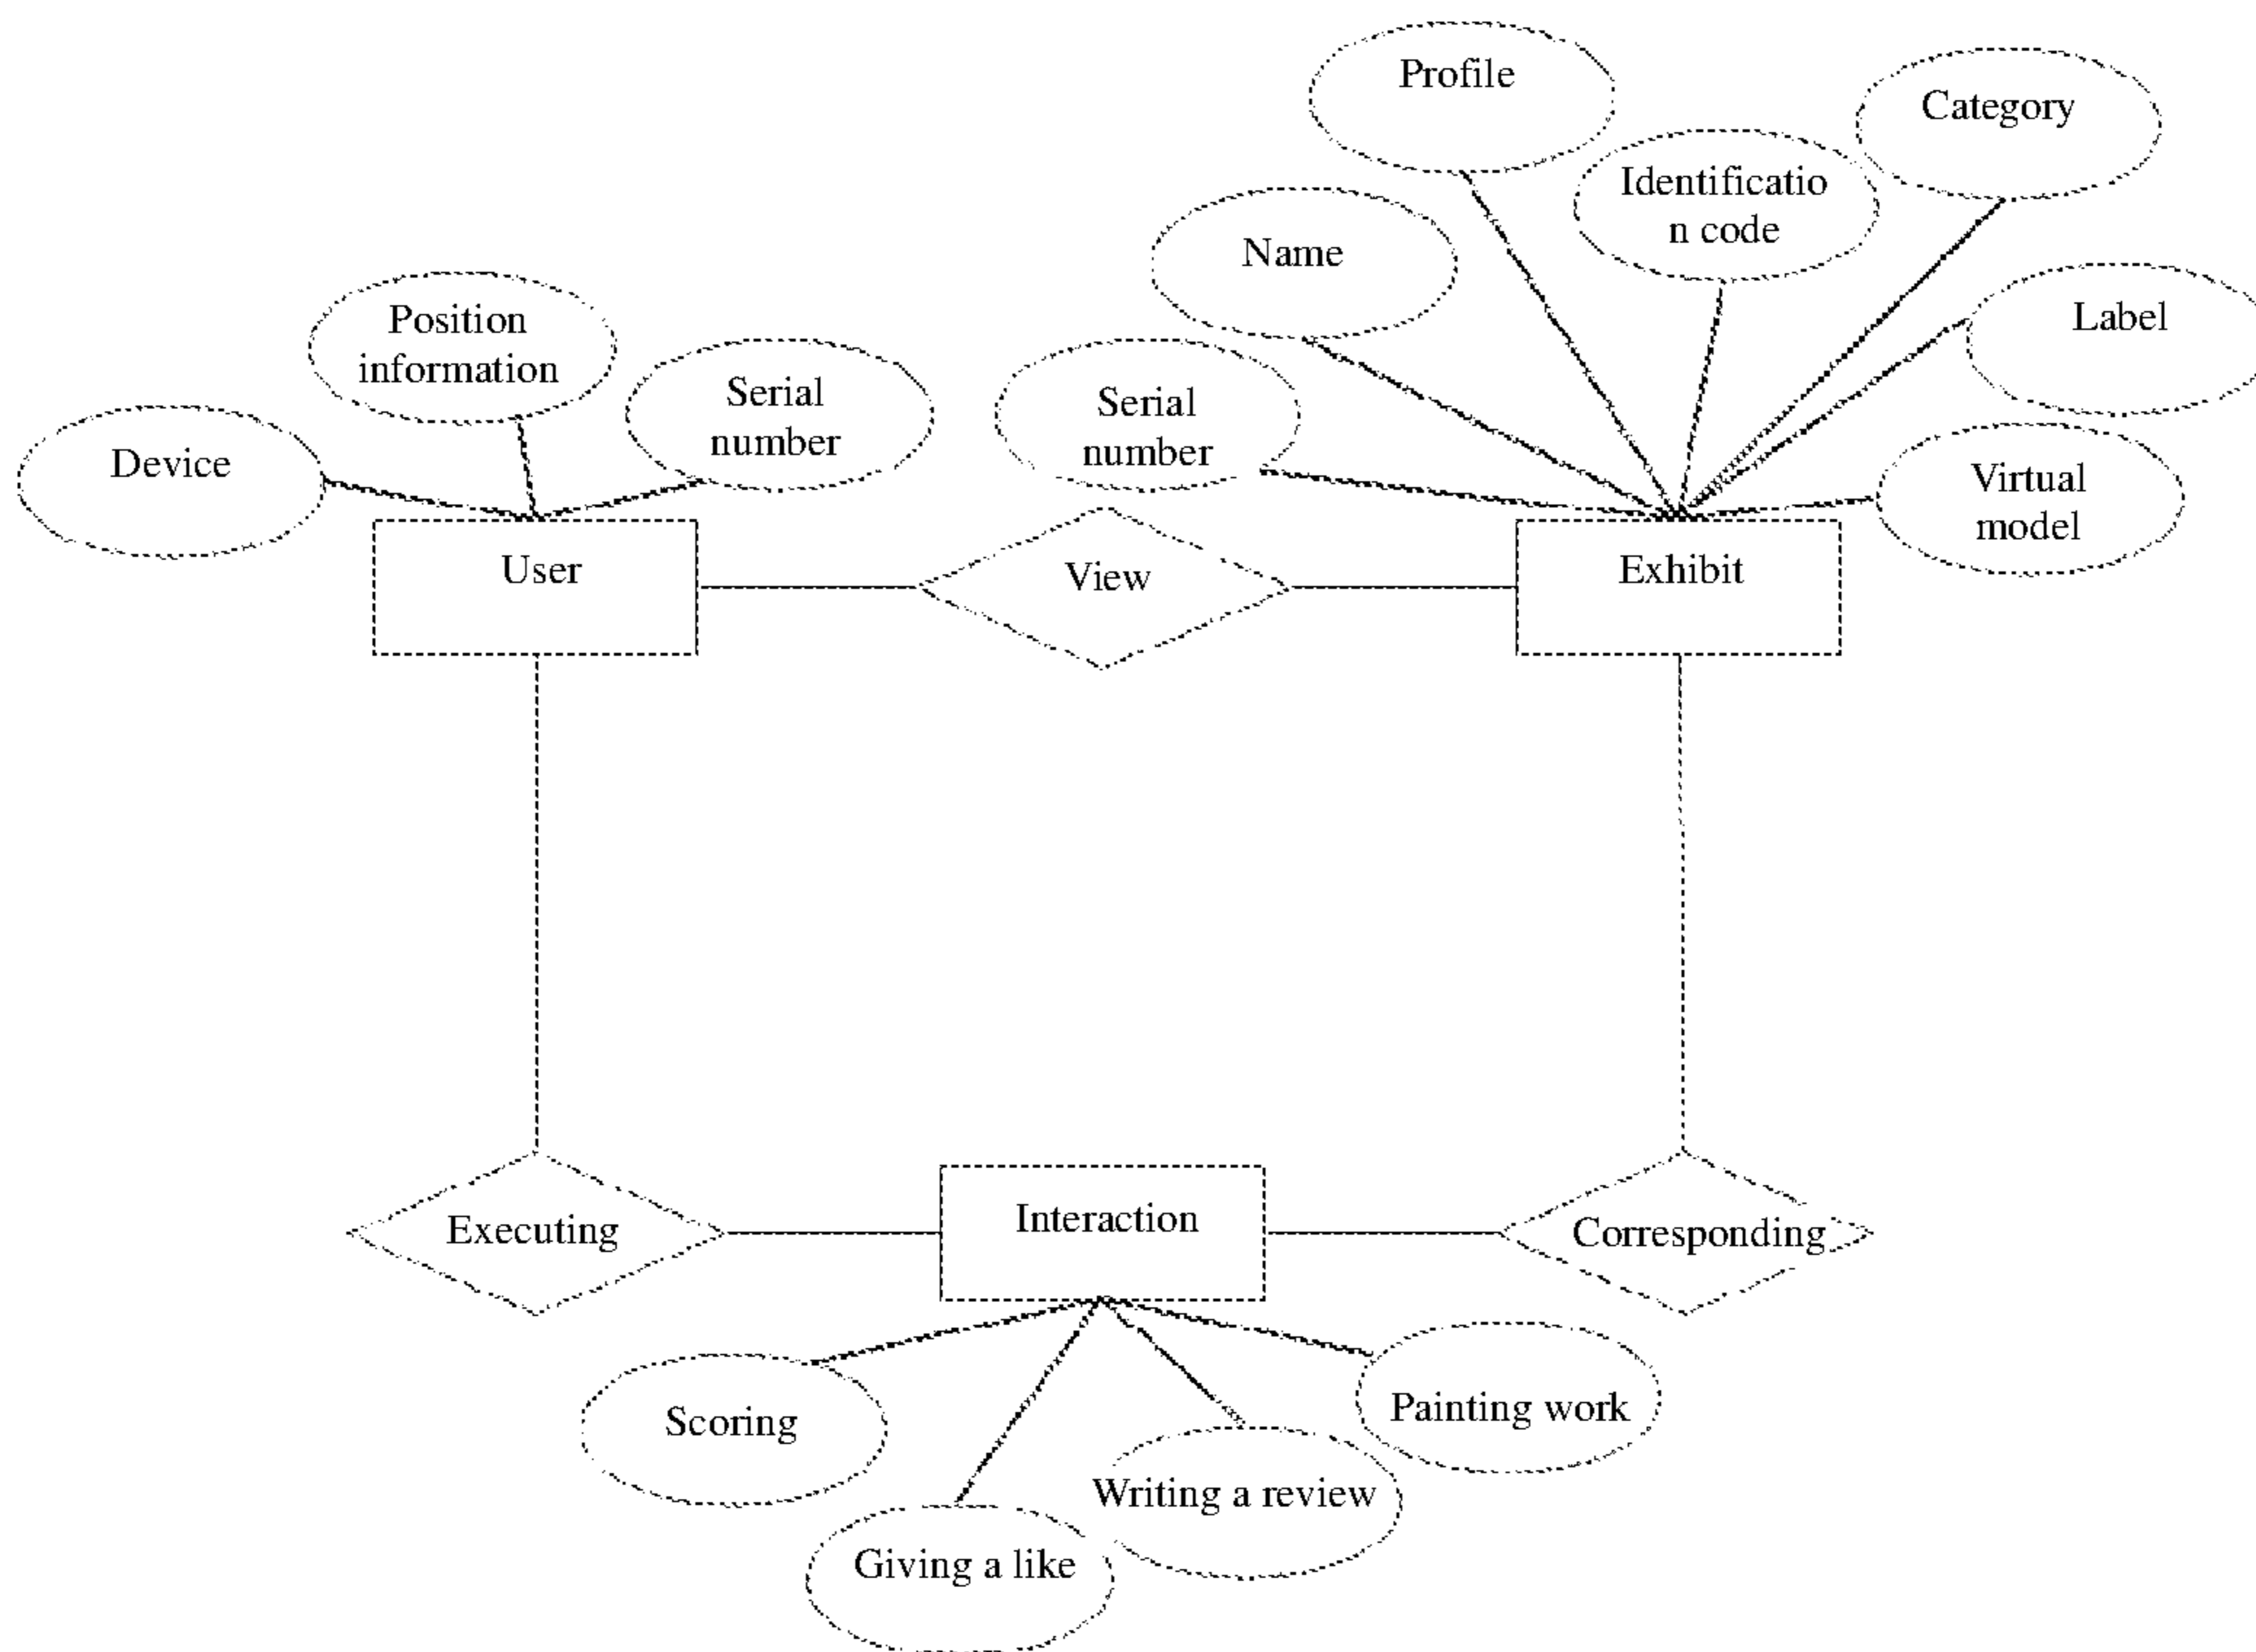 Profile
Category
Identificatio
n code
Name
Label
Position
information
Serial
number
Serial
number
Device
Virtual
model
User
View
Exhibit
Executing
Interaction
Corresponding
Scoring
Painting work
Writing a review
Giving a like